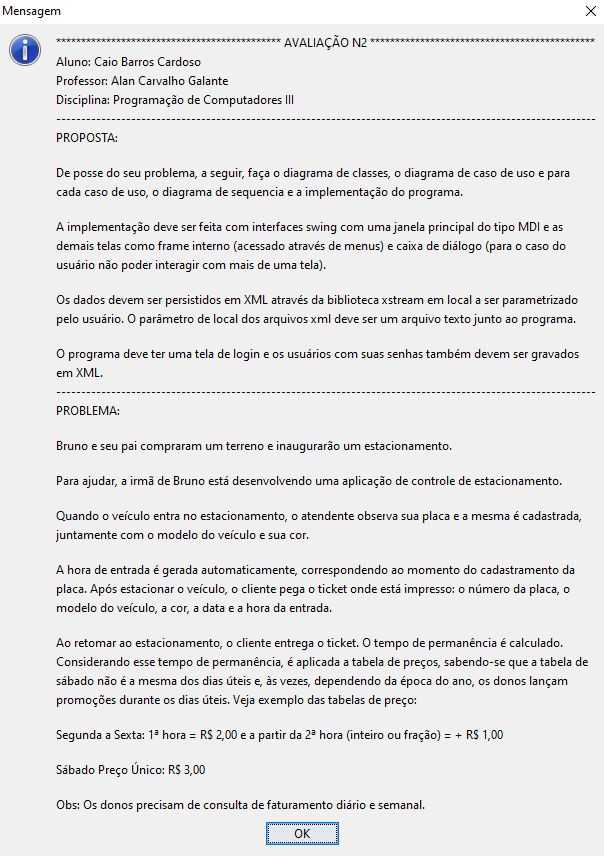 Mensagem
********************************************* AVALIAÇÃO N2 *********************************************
Aluno: Caio Barros Cardoso
Professor: Alan Carvalho Galante
Disciplina: Programação de Computadores III
------------------------------------------------------------------------------------------------------------
PROPOSTA:
De posse do seu problema, a seguir, faça o diagrama de classes, o diagrama de caso de uso e para
cada caso de uso, o diagrama de sequencia e a implementação do programa.
A implementação deve ser feita com interfaces swing com uma janela principal do tipo MDI e as
demais telas como frame interno (acessado através de menus) e caixa de diálogo (para o caso do
usuário não poder interagir com mais de uma tela).
Os dados devem ser persistidos em XML através da biblioteca xstream em local a ser parametrizado
pelo usuário. O parâmetro de local dos arquivos xml deve ser um arquivo texto junto ao programa.
O programa deve ter uma tela de login e os usuários com suas senhas também devem ser gravados
em XML.
------------------------------------------------------------------------------------------------------------
PROBLEMA:
Bruno e seu pai compraram um terreno e inaugurarão um estacionamento.
Para ajudar, a irmã de Bruno está desenvolvendo uma aplicação de controle de estacionamento.
Quando o veículo entra no estacionamento, o atendente observa sua placa e a mesma é cadastrada,
juntamente com o modelo do veículo e sua cor.
A hora de entrada é gerada automaticamente, correspondendo ao momento do cadastramento da
placa. Após estacionar o veículo, o cliente pega o ticket onde está impresso: o número da placa, o
modelo do veículo, a cor, a data e a hora da entrada.
Ao retomar ao estacionamento, o cliente entrega o ticket. O tempo de permanência é calculado.
Considerando esse tempo de permanência, é aplicada a tabela de preços, sabendo-se que a tabela de
sábado não é a mesma dos dias úteis e, às vezes, dependendo da época do ano, os donos lançam
promoções durante os dias úteis. Veja exemplo das tabelas de preço:
Segunda a Sexta: 1ª hora = R$ 2,00 e a partir da 2ª hora (inteiro ou fração) = + R$ 1,00
Sábado Preço Único: R$ 3,00
Obs: Os donos precisam de consulta de faturamento diário e semanal.
OK